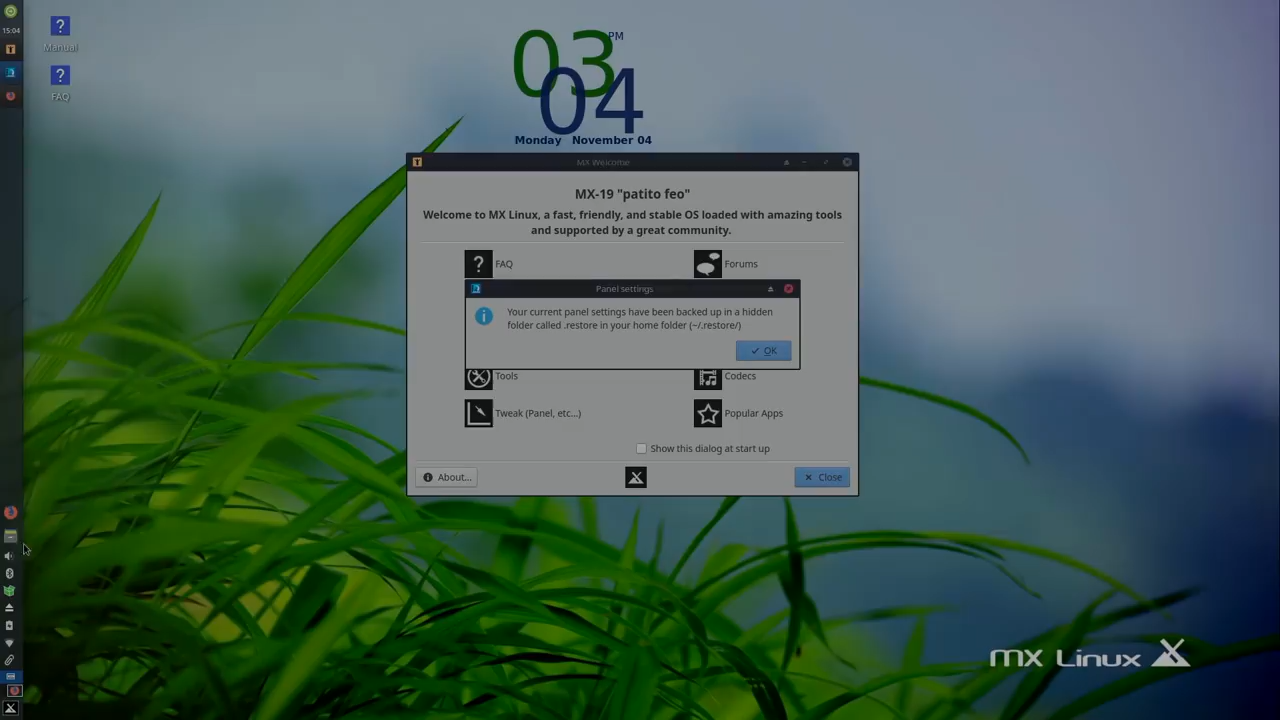 15:04
Manual
FAQ
03 PM
04
Monday November 04
MX Welcome
MX-19 "patito feo"
Welcome to MX Linux, a fast, friendly, and stable OS loaded with amazing tools
and supported by a great community.
FAQ
Forums
Panel settings
Your current panel settings have been backed up in a hidden
folder called .restore in your home folder (~/.restore/)
OK
Tools
Codecs
Tweak (Panel, etc...)
Popular Apps
Show this dialog at start up
About...
Close
MX Linux